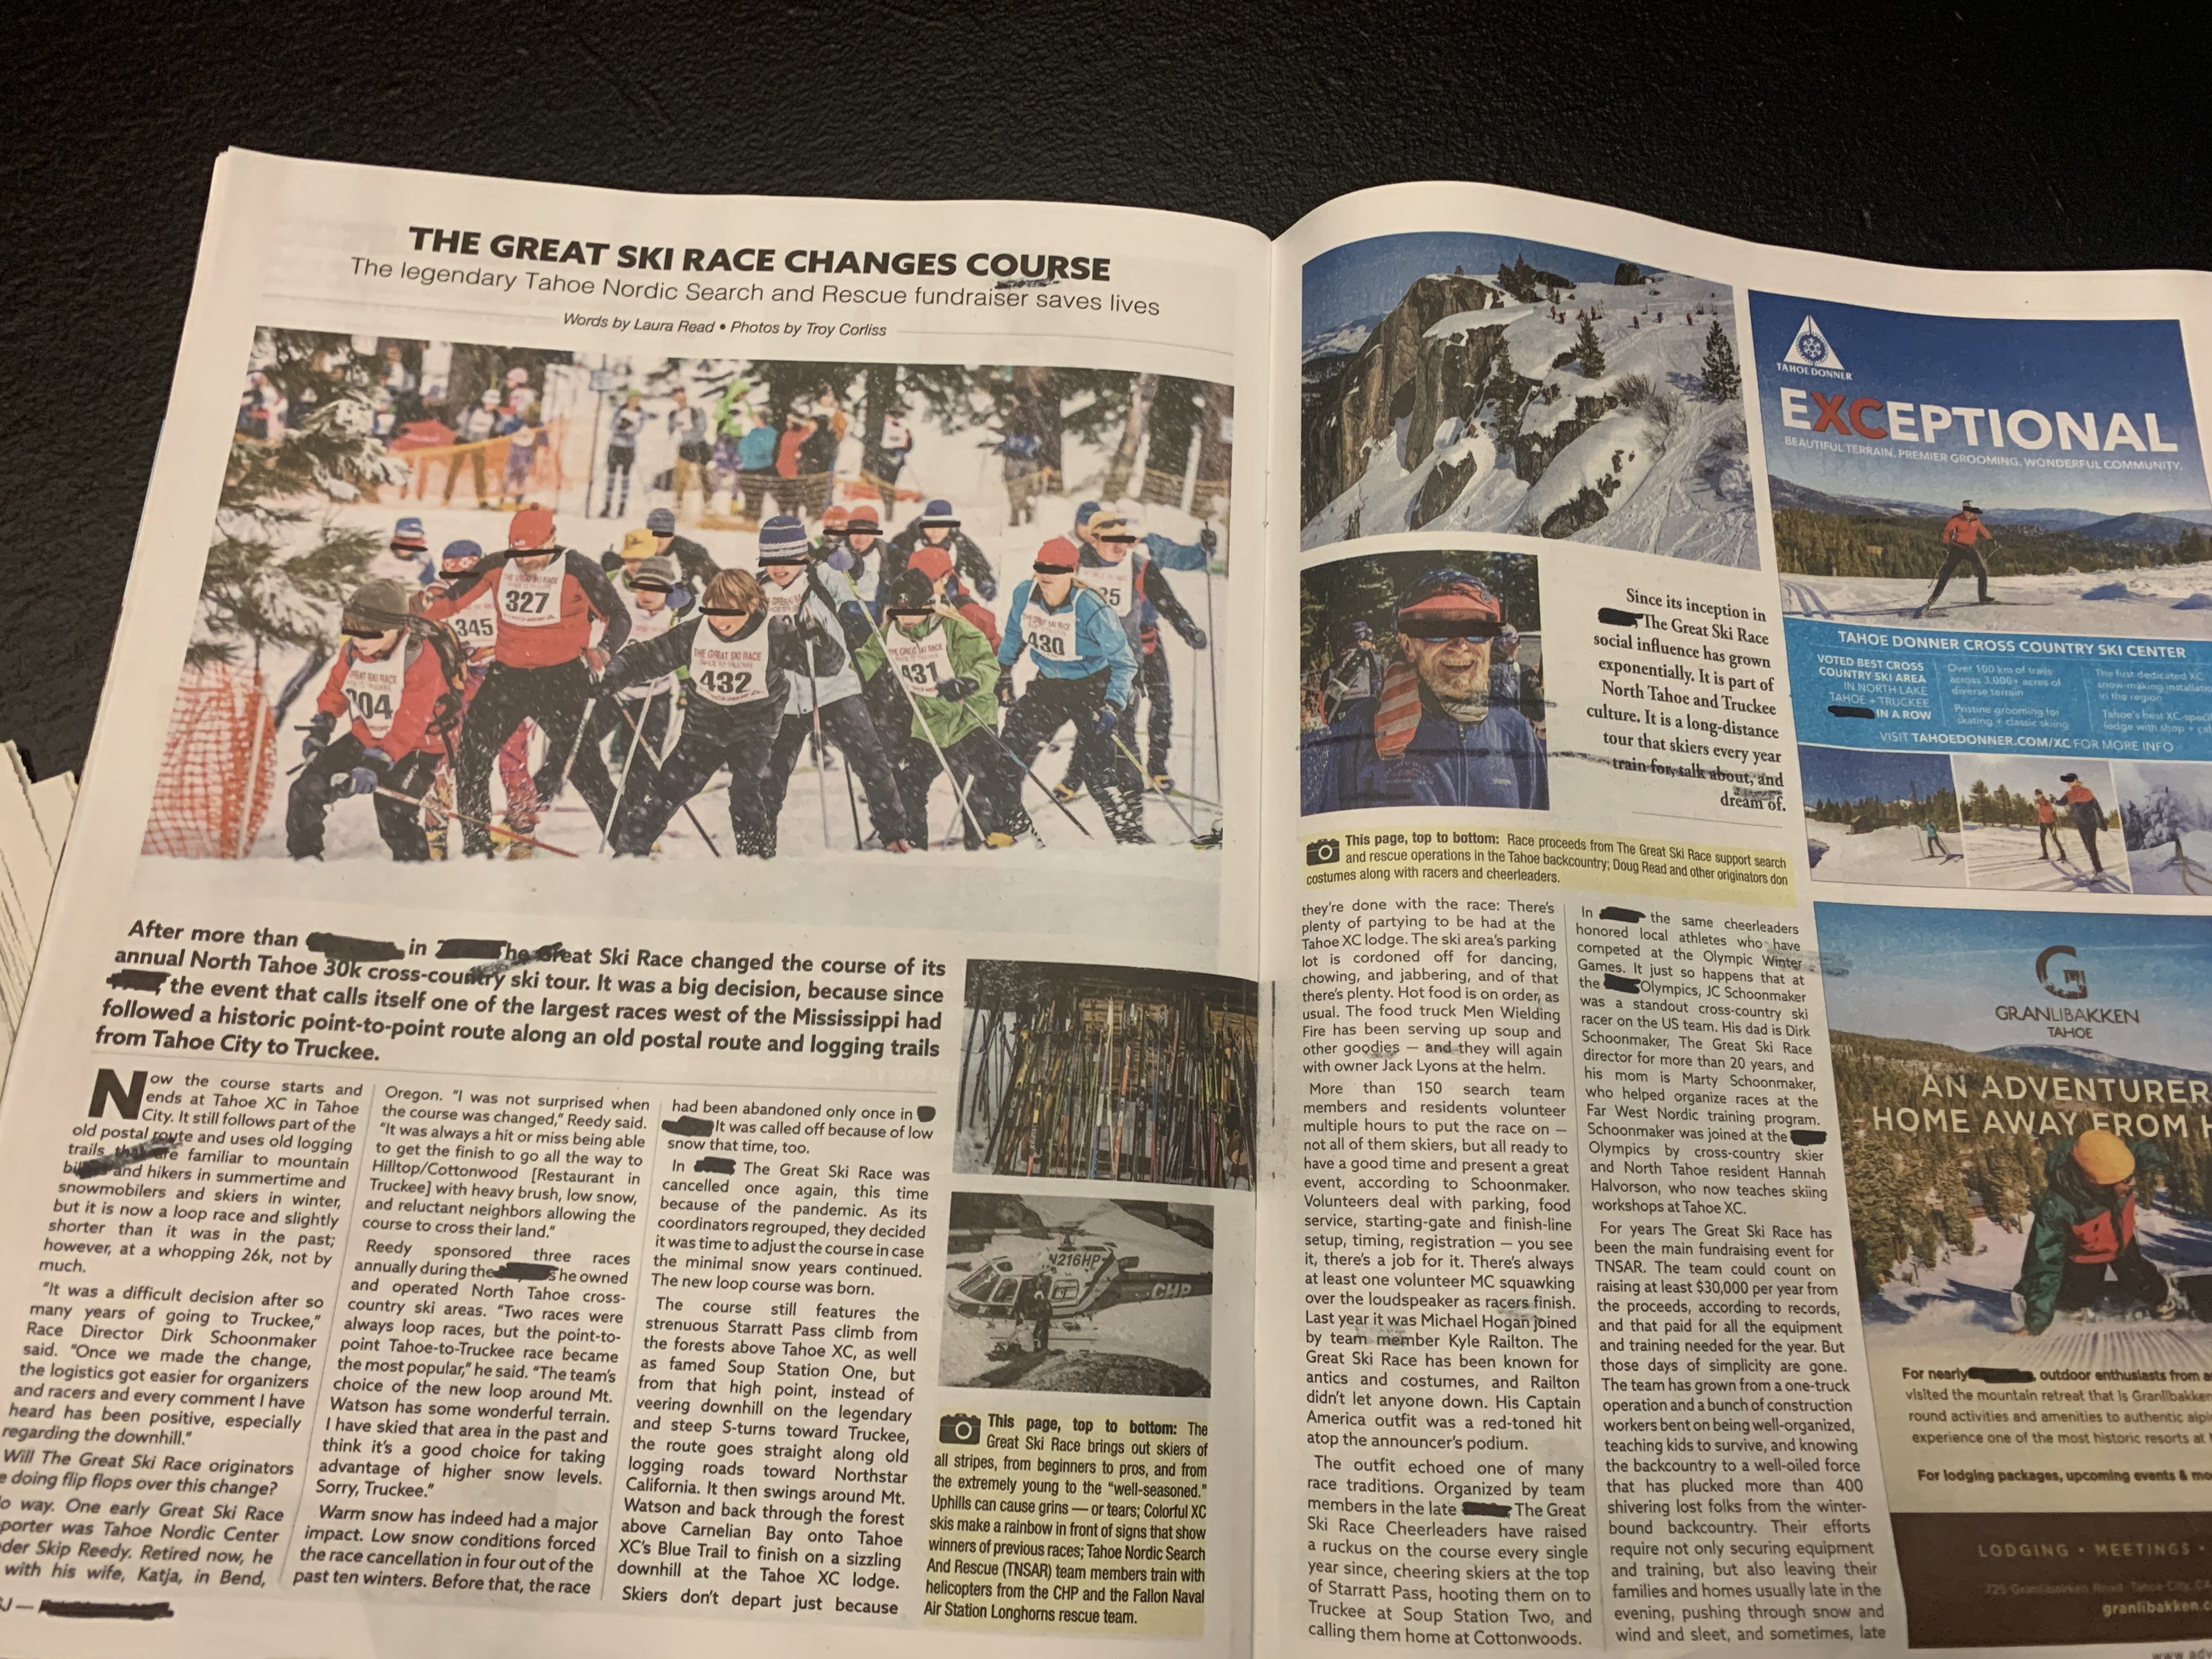 THE GREAT SKI RACE CHANGES COURSE
The legendary Tahoe Nordic Search and Rescue fundraiser saves lives
Words by Laura Read • Photos by Troy Corliss
327
345
304
432
431
430
After more than in 2 he Great Ski Race changed the course of its
annual North Tahoe 30k cross-country ski tour. It was a big decision, because since
the event that calls itself one of the largest races west of the Mississippi had
followed a historic point-to-point route along an old postal route and logging trails
from Tahoe City to Truckee.
Now the course starts and
ends at Tahoe XC in Tahoe
City. It still follows part of the
old postal route and uses old logging
trails that are familiar to mountain
and hikers in summertime and
snowmobilers and skiers in winter,
but it is now a loop race and slightly
shorter than it was in the past;
however, at a whopping 26k, not by
much.
"It was a difficult decision after so
many years of going to Truckee,"
Race Director Dirk Schoonmaker
said. "Once we made the change,
the logistics got easier for organizers
and racers and every comment I have
heard has been positive, especially
regarding the downhill."
Will The Great Ski Race originators
e doing flip flops over this change?
o way. One early Great Ski Race
porter was Tahoe Nordic Center
der Skip Reedy. Retired now, he
with his wife, Katja, in Bend,
Oregon. "I was not surprised when
the course was changed," Reedy said.
"It was always a hit or miss being able
to get the finish to go all the way to
Hilltop/Cottonwood [Restaurant in
Truckee] with heavy brush, low snow,
and reluctant neighbors allowing the
course to cross their land."
Reedy sponsored three races
annually during the s he owned
and operated North Tahoe cross-
country ski areas. "Two races were
always loop races, but the point-to-
point Tahoe-to-Truckee race became
the most popular," he said. "The team's
choice of the new loop around Mt.
Watson has some wonderful terrain.
I have skied that area in the past and
think it's a good choice for taking
advantage of higher snow levels.
Sorry, Truckee."
Warm snow has indeed had a major
impact. Low snow conditions forced
the race cancellation in four out of the
past ten winters. Before that, the race
had been abandoned only once in
It was called off because of low
snow that time, too.
In The Great Ski Race was
cancelled once again, this time
because of the pandemic. As its
coordinators regrouped, they decided
it was time to adjust the course in case
the minimal snow years continued.
The new loop course was born.
The course still features the
strenuous Starratt Pass climb from
the forests above Tahoe XC, as well
as famed Soup Station One, but
from that high point, instead of
veering downhill on the legendary
and steep S-turns toward Truckee,
the route goes straight along old
logging roads toward Northstar
California. It then swings around Mt.
Watson and back through the forest
above Carnelian Bay onto Tahoe
XC's Blue Trail to finish on a sizzling
downhill at the Tahoe XC lodge.
Skiers don't depart just because
N216HP
CHP
This page, top to bottom: The
Great Ski Race brings out skiers of
all stripes, from beginners to pros, and from
the extremely young to the "well-seasoned."
Uphills can cause grins — or tears; Colorful XC
skis make a rainbow in front of signs that show
winners of previous races; Tahoe Nordic Search
And Rescue (TNSAR) team members train with
helicopters from the CHP and the Fallon Naval
Air Station Longhorns rescue team.
Since its inception in
The Great Ski Race
social influence has grown
exponentially. It is part of
North Tahoe and Truckee
culture. It is a long-distance
tour that skiers every year
train for, talk about, and
dream of.
This page, top to bottom: Race proceeds from The Great Ski Race support search
and rescue operations in the Tahoe backcountry; Doug Read and other originators don
costumes along with racers and cheerleaders.
they're done with the race: There's
plenty of partying to be had at the
Tahoe XC lodge. The ski area's parking
lot is cordoned off for dancing,
chowing, and jabbering, and of that
there's plenty. Hot food is on order, as
usual. The food truck Men Wielding
Fire has been serving up soup and
other goodies — and they will again
with owner Jack Lyons at the helm.
More than 150 search team
members and residents volunteer
multiple hours to put the race on —
not all of them skiers, but all ready to
have a good time and present a great
event, according to Schoonmaker.
Volunteers deal with parking, food
service, starting-gate and finish-line
setup, timing, registration — you see
it, there's a job for it. There's always
at least one volunteer MC squawking
over the loudspeaker as racers finish.
Last year it was Michael Hogan joined
by team member Kyle Railton. The
Great Ski Race has been known for
antics and costumes, and Railton
didn't let anyone down. His Captain
America outfit was a red-toned hit
atop the announcer's podium.
The outfit echoed one of many
race traditions. Organized by team
members in the late The Great
Ski Race Cheerleaders have raised
a ruckus on the course every single
year since, cheering skiers at the top
of Starratt Pass, hooting them on to
Truckee at Soup Station Two, and
calling them home at Cottonwoods.
In the same cheerleaders
honored local athletes who have
competed at the Olympic Winter
Games. It just so happens that at
the Olympics, JC Schoonmaker
was a standout cross-country ski
racer on the US team. His dad is Dirk
Schoonmaker, The Great Ski Race
director for more than 20 years, and
his mom is Marty Schoonmaker,
who helped organize races at the
Far West Nordic training program.
Schoonmaker was joined at the
Olympics by cross-country skier
and North Tahoe resident Hannah
Halvorson, who now teaches skiing
workshops at Tahoe XC.
For years The Great Ski Race has
been the main fundraising event for
TNSAR. The team could count on
raising at least $30,000 per year from
the proceeds, according to records,
and that paid for all the equipment
and training needed for the year. But
those days of simplicity are gone.
The team has grown from a one-truck
operation and a bunch of construction
workers bent on being well-organized,
teaching kids to survive, and knowing
the backcountry to a well-oiled force
that has plucked more than 400
shivering lost folks from the winter-
bound backcountry. Their efforts
require not only securing equipment
and training, but also leaving their
families and homes usually late in the
evening, pushing through snow and
wind and sleet, and sometimes, late
TAHOE DONNER
EXCEPTIONAL
BEAUTIFUL TERRAIN. PREMIER GROOMING. WONDERFUL COMMUNITY.
TAHOE DONNER CROSS COUNTRY SKI CENTER
VOTED BEST CROSS
COUNTRY SKI AREA
IN NORTH LAKE
TAHOE + TRUCKEE
IN A ROW
Over 100 km of trails
across 3,000+ acres of
diverse terrain
Pristine grooming for
skating + classic skiing
The first dedicated XC
snow-making
in the region
Tahoe's best
lodge with shop +
VISIT TAHOEDONNER.COM/XC FOR MORE INFO
GRANLIBAKKEN
TAHOE
AN ADVENTURER
HOME AWAY FROM H
For nearly , outdoor enthusiasts from
visited the mountain retreat that is Granlibakken
round activities and amenities to authentic
experience one of the most historic resorts at
For lodging packages, upcoming events &
LODGING • MEETINGS •
725 Granlibakken Road, Tahoe City, CA
granlibakken.c